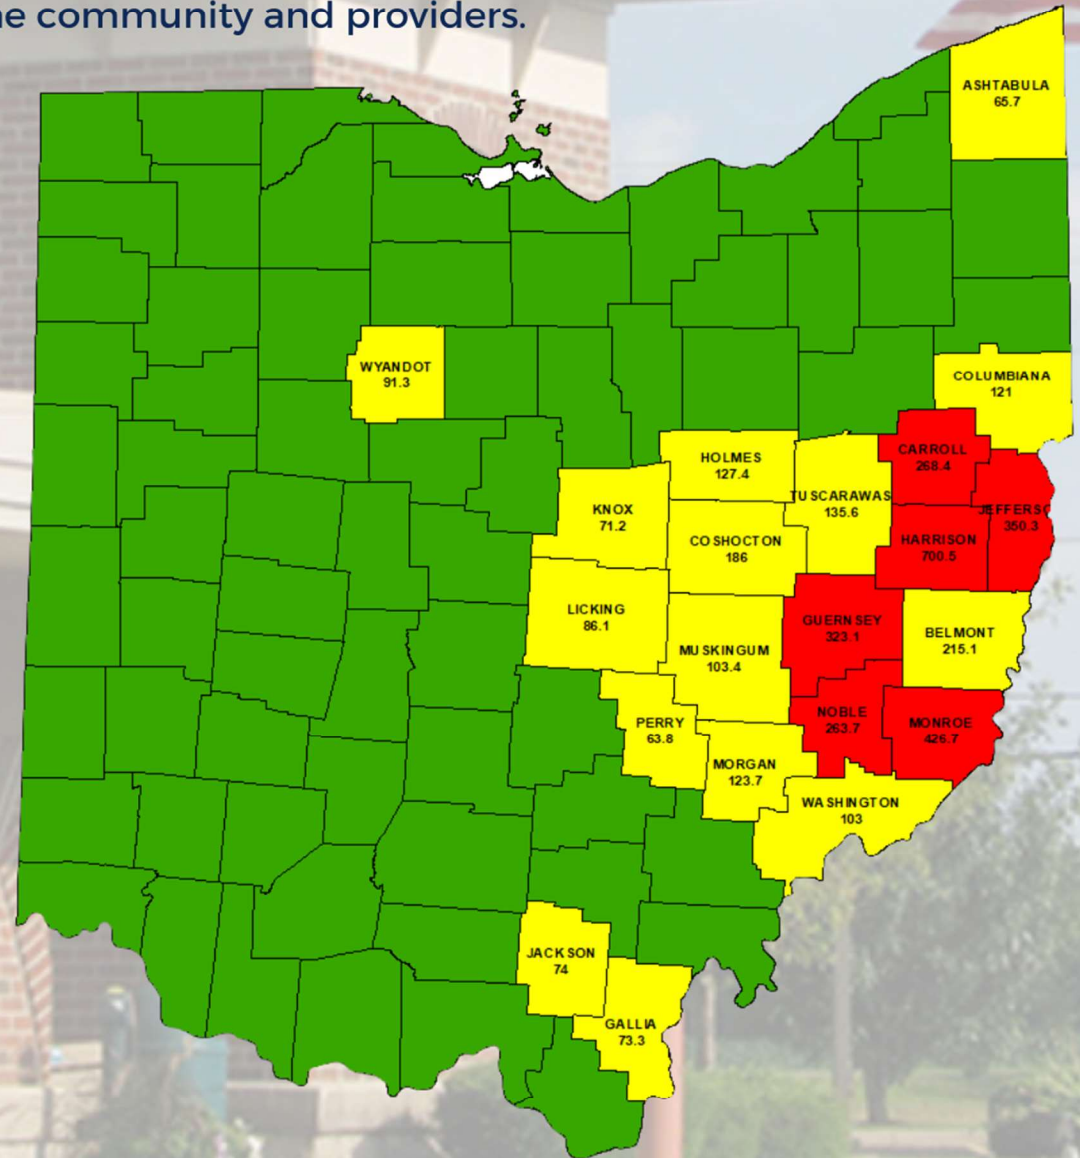 he community and providers.
ASHTABULA
65.7
WYANDOT
91.3
COLUMBIANA
121
CARROLL
268.4
HOLMES
127.4
TUSCARAWAS
135.6
JEFFERSO
350.3
KNOX
71.2
COSHOCTON
186
HARRISON
700.5
LICKING
86.1
GUERNSEY
323.1
BELMONT
215.1
MUSKINGUM
103.4
PERRY
63.8
NOBLE
263.7
MONROE
426.7
MORGAN
123.7
WASHINGTON
103
JACKSON
74
GALLIA
73.3